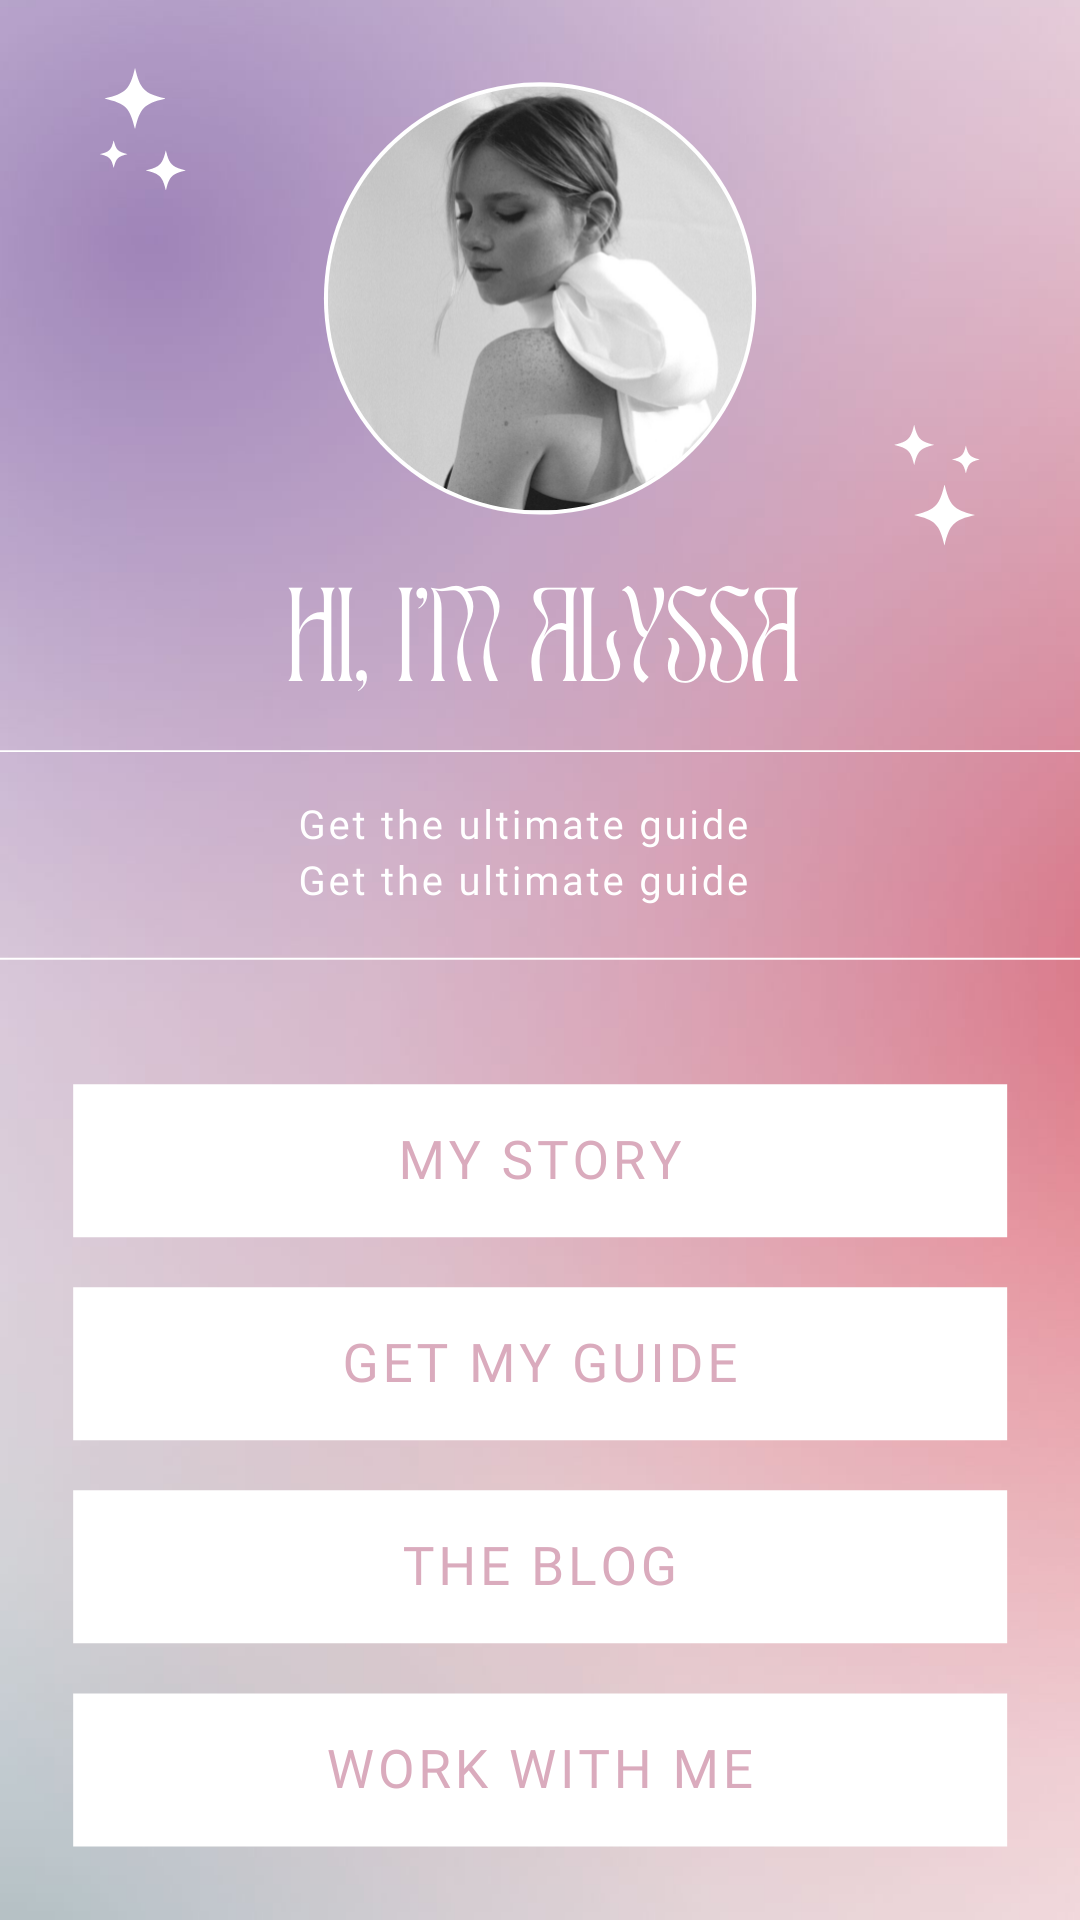 HI, I'M ALYSSA
Get the ultimate guide
Get the ultimate guide
MY STORY
GET MY GUIDE
THE BLOG
WORK WITH ME